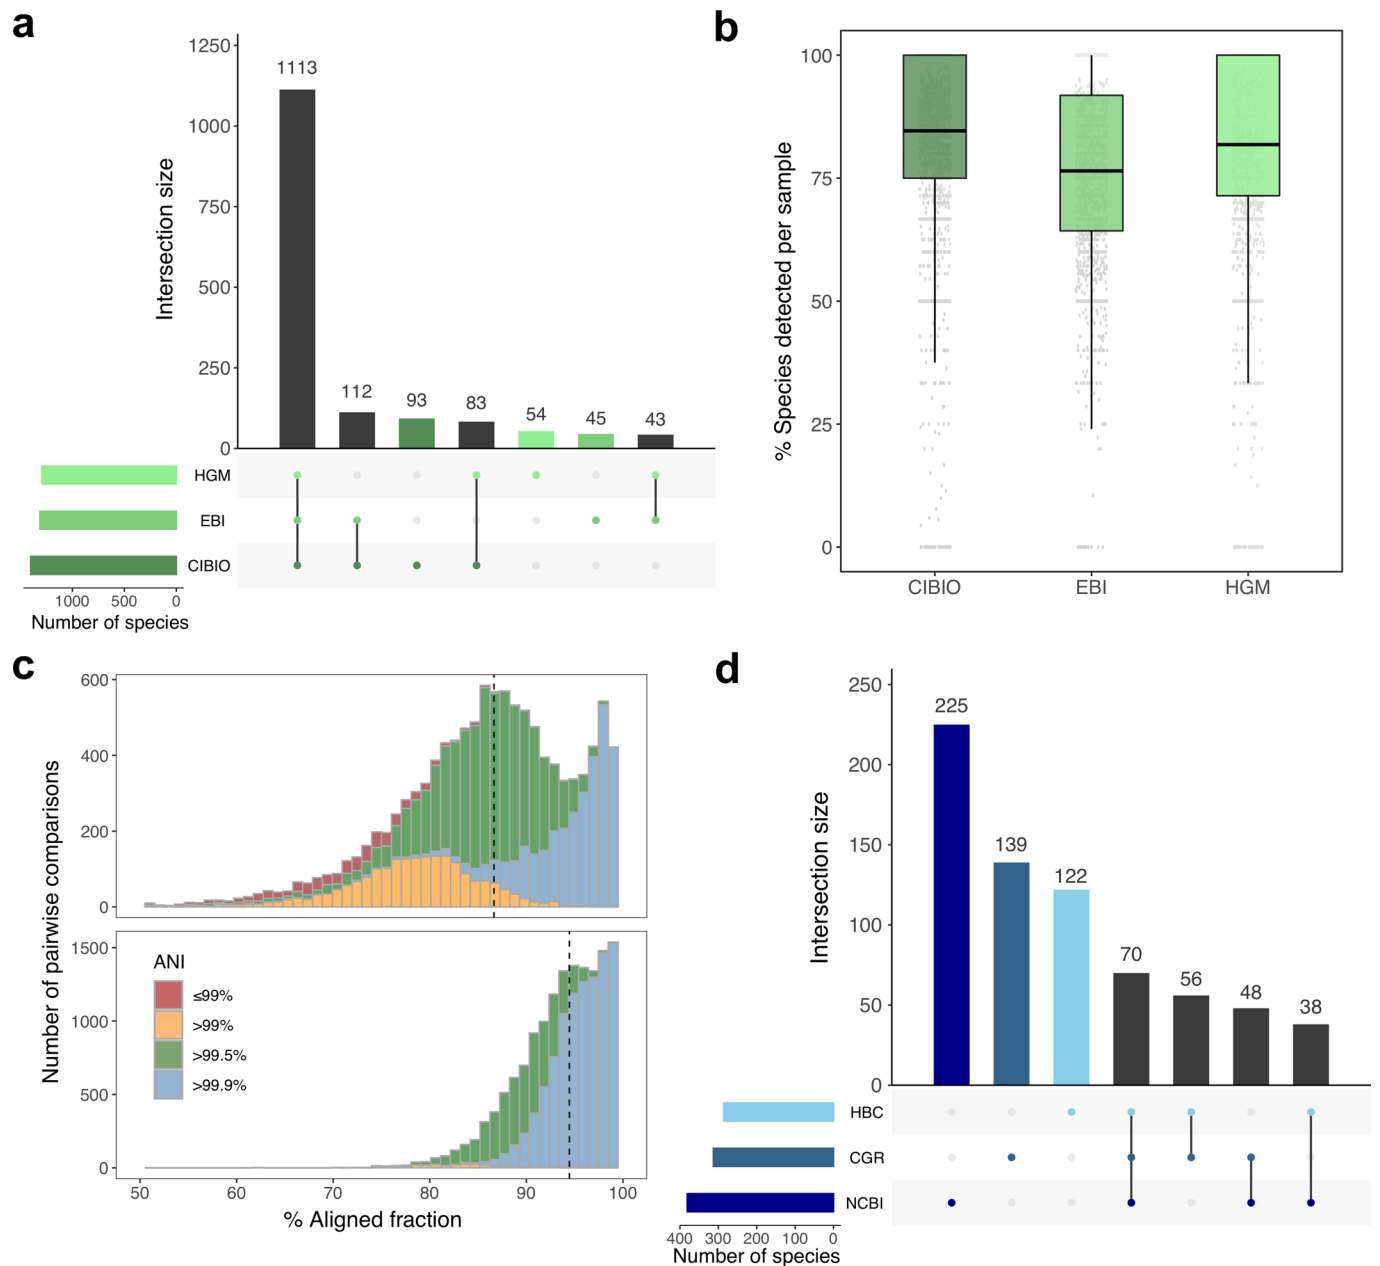 a
1250
1000
750
500
250
0
Intersection size
1113
112
93
83
54
45
43
HGM
EBI
CIBIO
1000 500 0
Number of species
b
100
75
50
25
0
% Species detected per sample
CIBIO EBI HGM
c
600
400
200
0
1500
1000
500
0
Number of pairwise comparisons
ANI
≤99%
>99%
>99.5%
>99.9%
50 60 70 80 90 100
% Aligned fraction
d
250
200
150
100
50
0
Intersection size
225
139
122
70
56
48
38
HBC
CGR
NCBI
400 300 200 100 0
Number of species